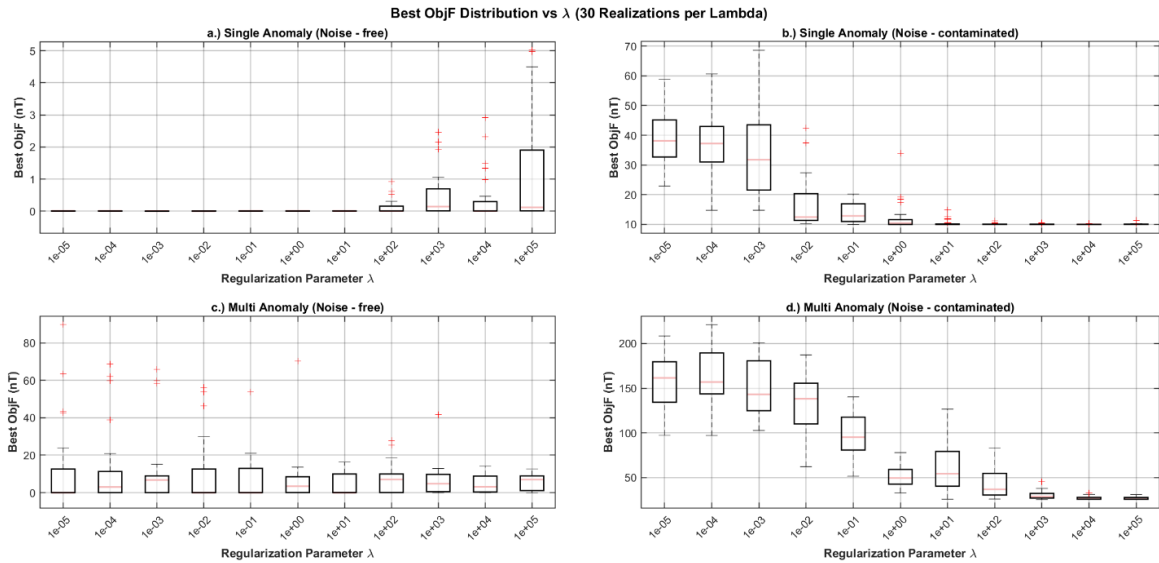 Best ObjF Distribution vs λ (30 Realizations per Lambda)
a.) Single Anomaly (Noise - free)
Best ObjF (nT)
5
4
3
2
1
0
1e-05 1e-04 1e-03 1e-02 1e-01 1e+00 1e+01 1e+02 1e+03 1e+04 1e+05
Regularization Parameter λ
b.) Single Anomaly (Noise - contaminated)
Best ObjF (nT)
70
60
50
40
30
20
10
1e-05 1e-04 1e-03 1e-02 1e-01 1e+00 1e+01 1e+02 1e+03 1e+04 1e+05
Regularization Parameter λ
c.) Multi Anomaly (Noise - free)
Best ObjF (nT)
80
60
40
20
0
1e-05 1e-04 1e-03 1e-02 1e-01 1e+00 1e+01 1e+02 1e+03 1e+04 1e+05
Regularization Parameter λ
d.) Multi Anomaly (Noise - contaminated)
Best ObjF (nT)
200
150
100
50
1e-05 1e-04 1e-03 1e-02 1e-01 1e+00 1e+01 1e+02 1e+03 1e+04 1e+05
Regularization Parameter λ